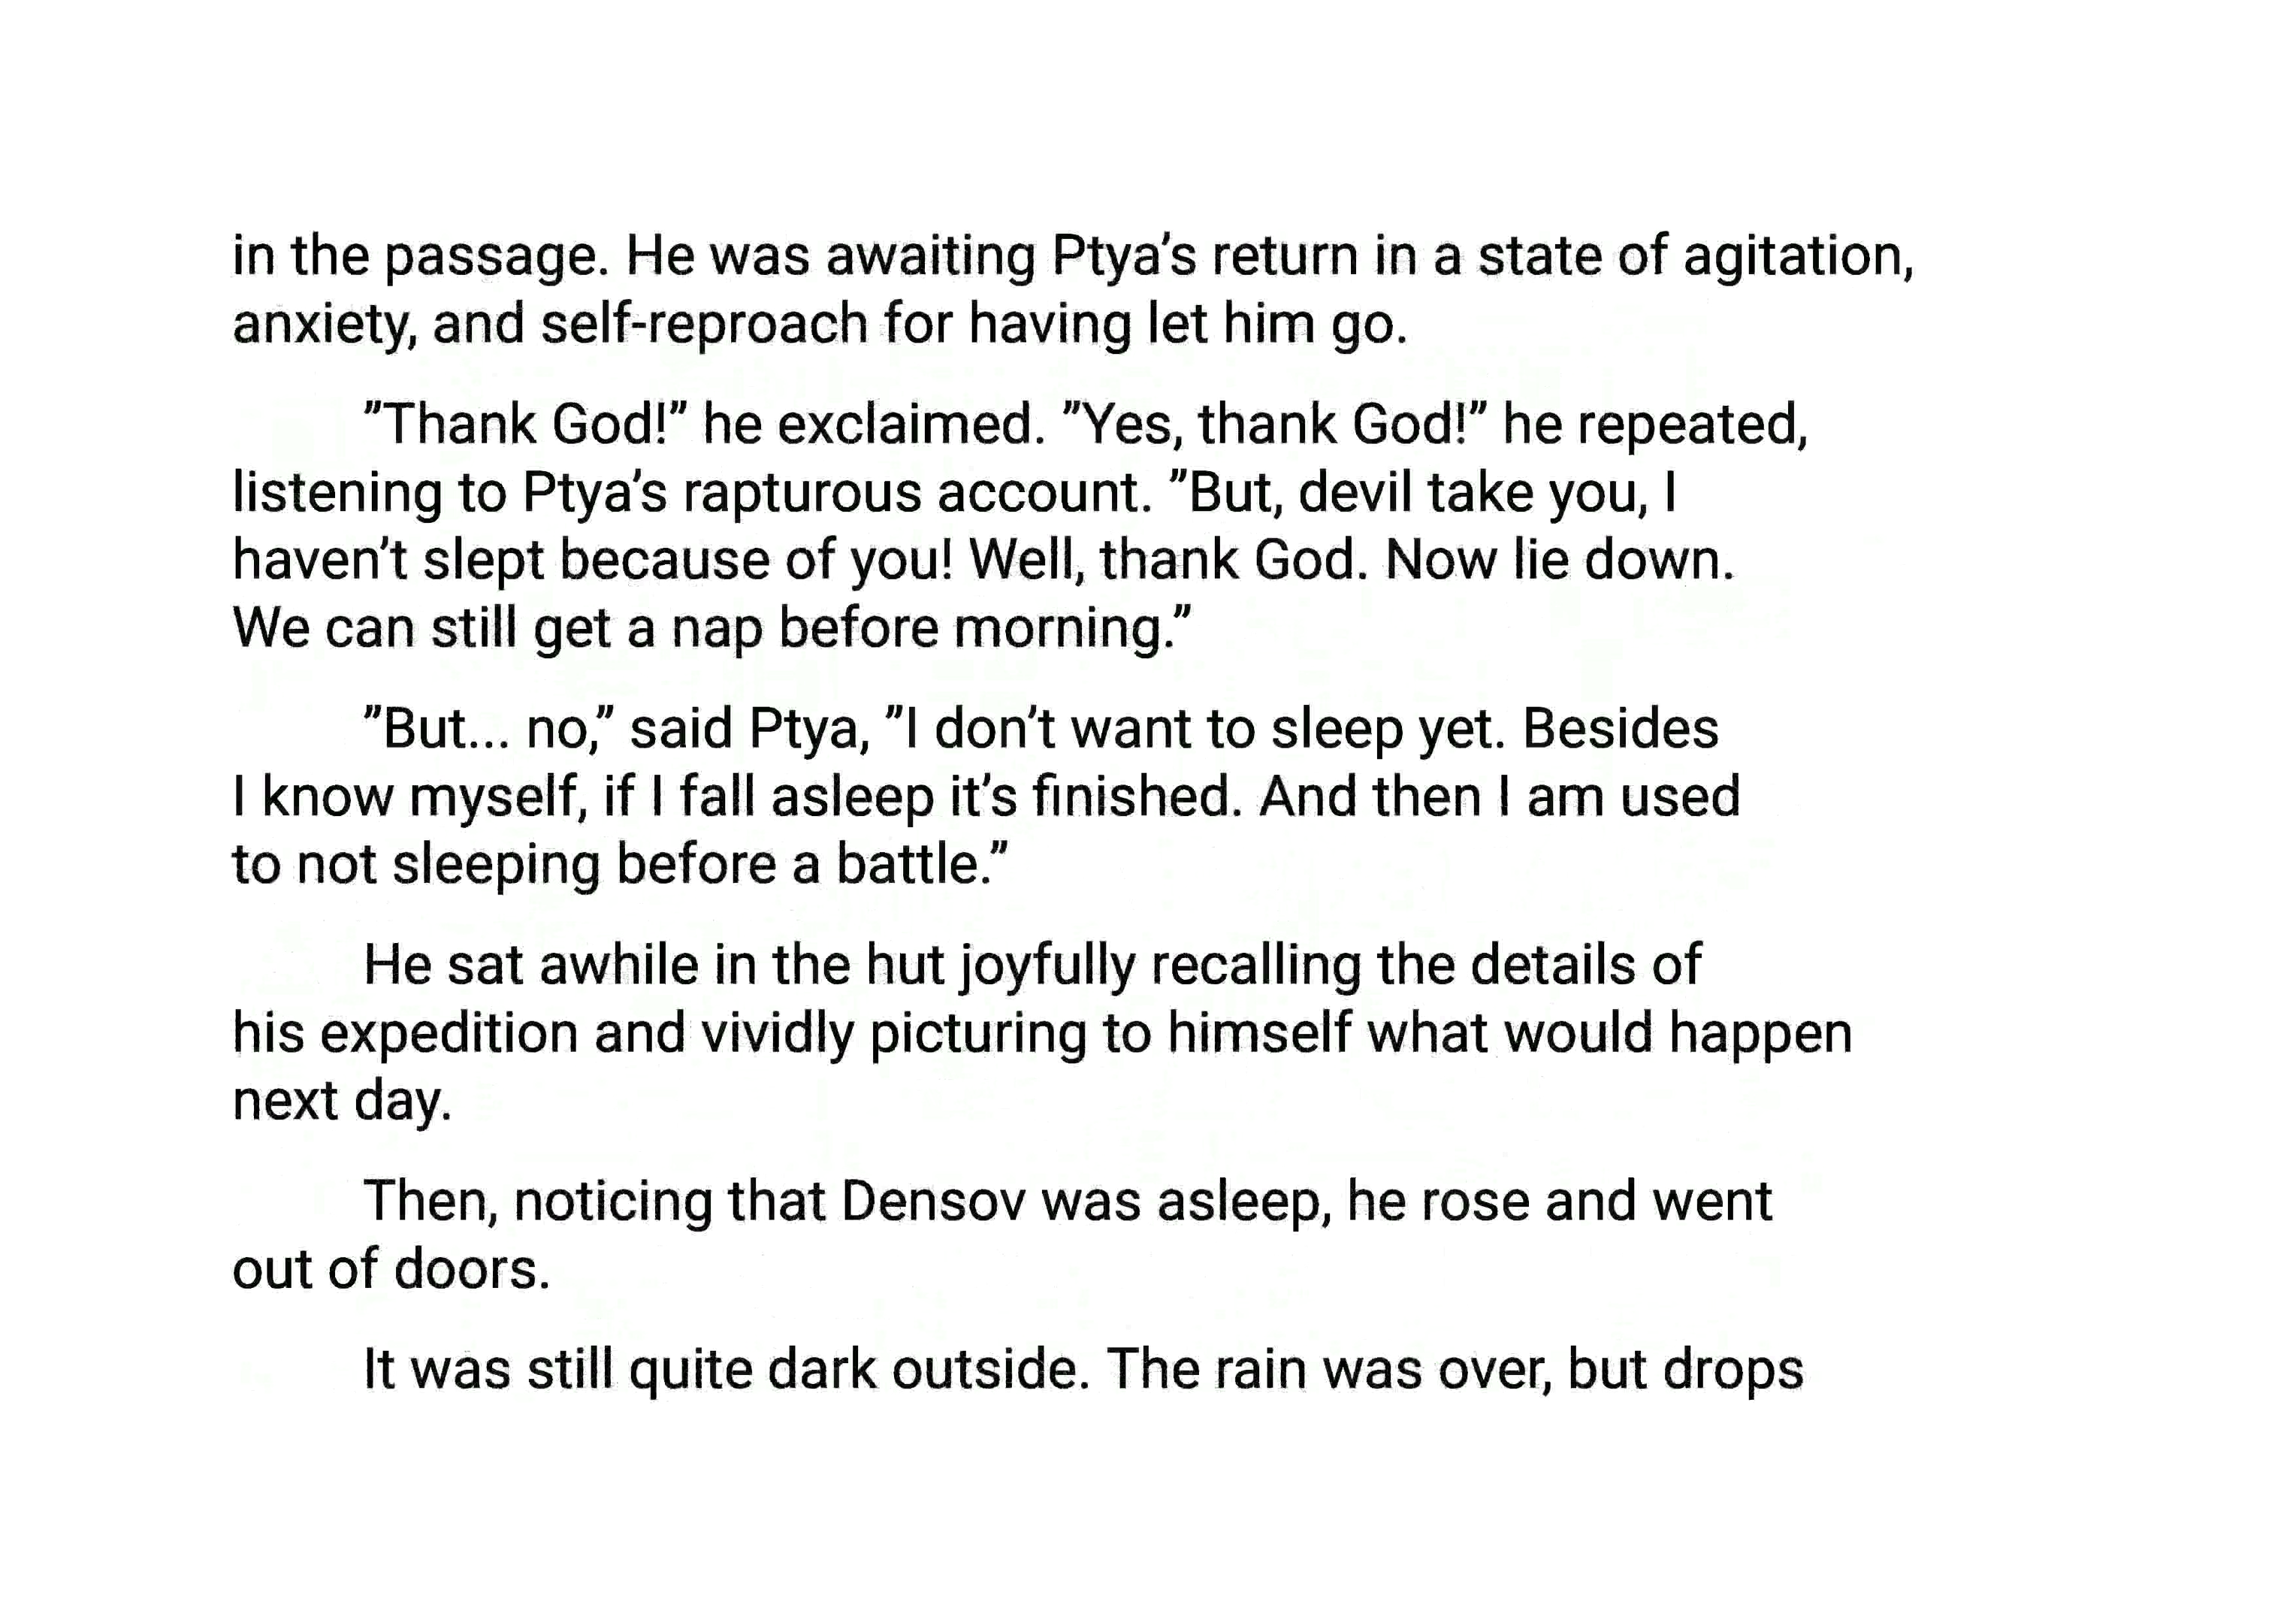 in the passage. He was awaiting Ptya’s return in a state of agitation,
anxiety, and self-reproach for having let him go.
”Thank God!” he exclaimed. ”Yes, thank God!” he repeated,
listening to Ptya’s rapturous account. ”But, devil take you, I
haven’t slept because of you! Well, thank God. Now lie down.
We can still get a nap before morning.”
”But... no,” said Ptya, ”I don’t want to sleep yet. Besides
I know myself, if I fall asleep it’s finished. And then I am used
to not sleeping before a battle.”
He sat awhile in the hut joyfully recalling the details of
his expedition and vividly picturing to himself what would happen
next day.
Then, noticing that Densov was asleep, he rose and went
out of doors.
It was still quite dark outside. The rain was over, but drops